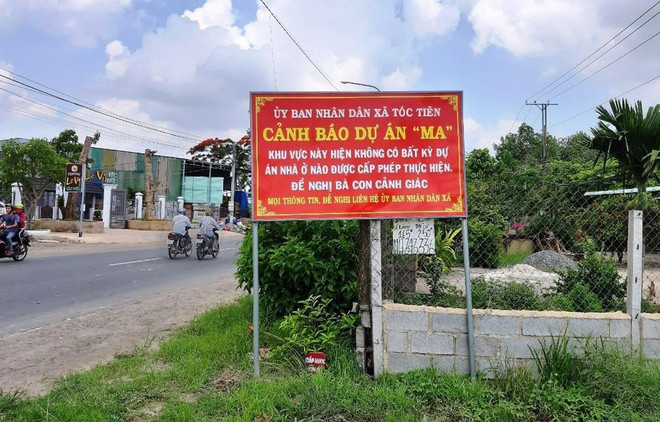 ỦY BAN NHÂN DÂN XÃ TÓC TIÊN
CẢNH BÁO DỰ ÁN "MA"
KHU VỰC NÀY HIỆN KHÔNG CÓ BẤT KỲ DỰ
ÁN NHÀ Ở NÀO ĐƯỢC CẤP PHÉP THỰC HIỆN.
ĐỀ NGHỊ BÀ CON CẢNH GIÁC
MỌI THÔNG TIN, ĐỀ NGHỊ LIÊN HỆ ỦY BAN NHÂN DÂN XÃ